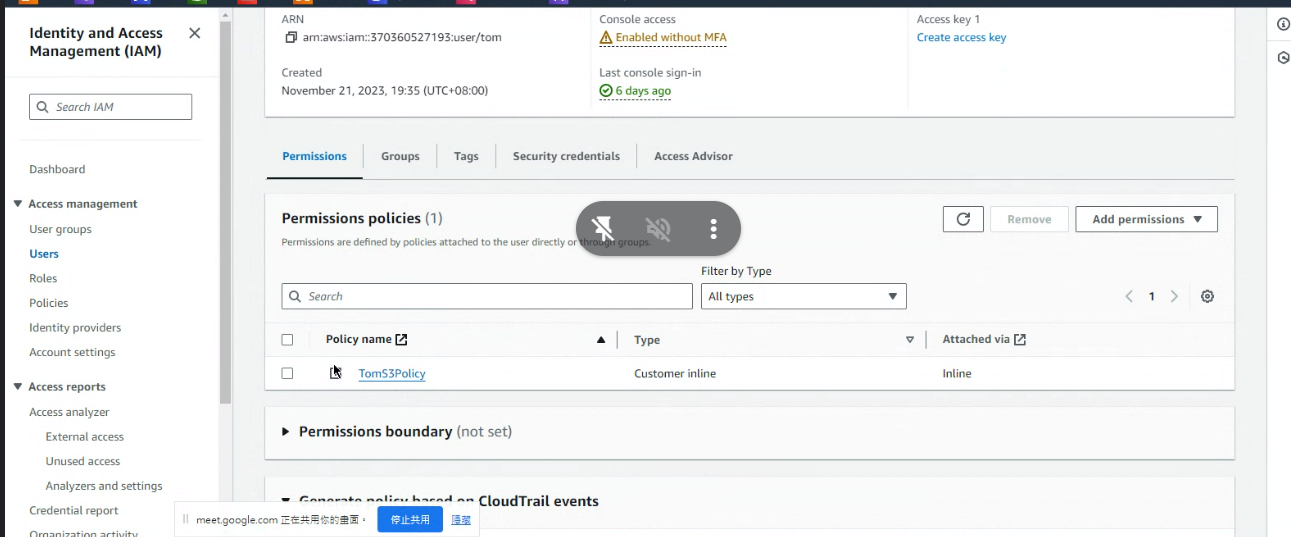 Identity and Access Management (IAM)
Search IAM
Dashboard
Access management
User groups
Users
Roles
Policies
Identity providers
Account settings
Access reports
Access analyzer
External access
Unused access
Analyzers and settings
Credential report
Organization activity
ARN
arn:aws:iam::370360527193:user/tom
Console access
Enabled without MFA
Access key 1
Create access key
Created
November 21, 2023, 19:35 (UTC+08:00)
Last console sign-in
6 days ago
Permissions
Groups
Tags
Security credentials
Access Advisor
Permissions policies (1)
Remove
Add permissions
Permissions are defined by policies attached to the user directly or through groups.
Filter by Type
Search
All types
1
Policy name
Type
Attached via
TomS3Policy
Customer inline
Inline
Permissions boundary (not set)
Generate policy based on CloudTrail events
meet.google.com 正在共用你的畫面。
停止共用
隱藏